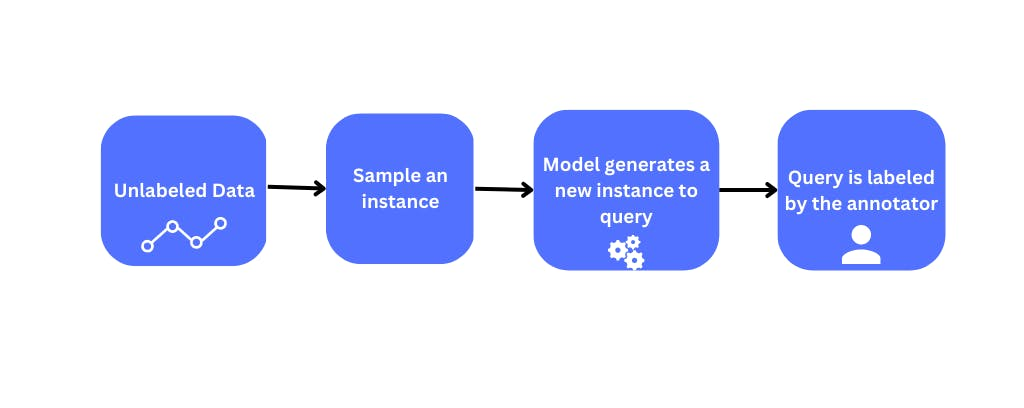 Unlabeled Data
Sample an
instance
Model generates a
new instance to
query
Query is labeled
by the annotator